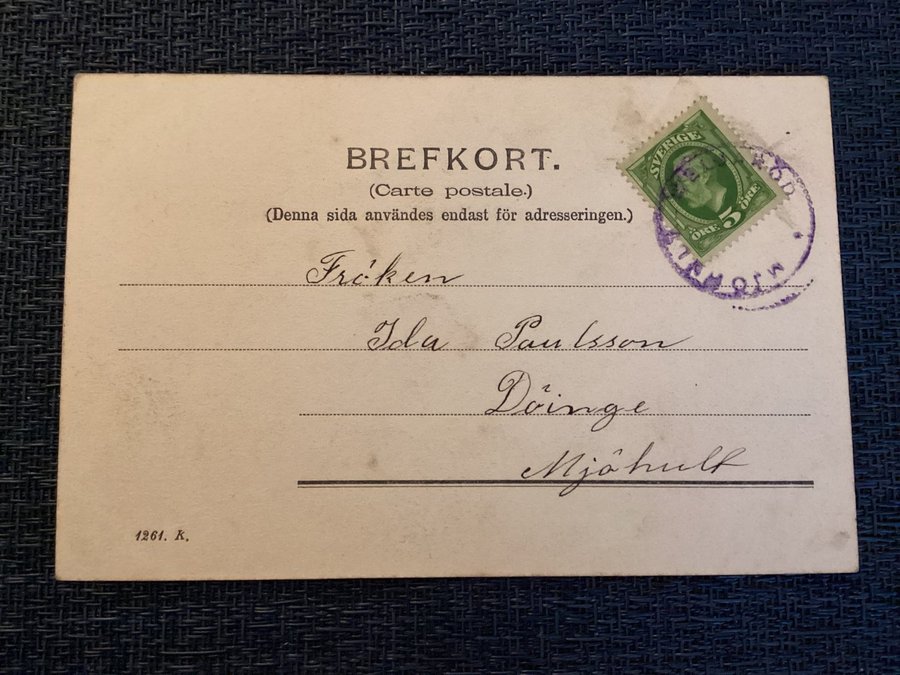 BREFKORT.
(Carte postale.)
(Denna sida användes endast för adresseringen.)
SVERIGE
5
ÖRE ÖRE
MJÖHULT
Fröken
Ida Paulsson
Döinge
Mjöhult
1261. K.